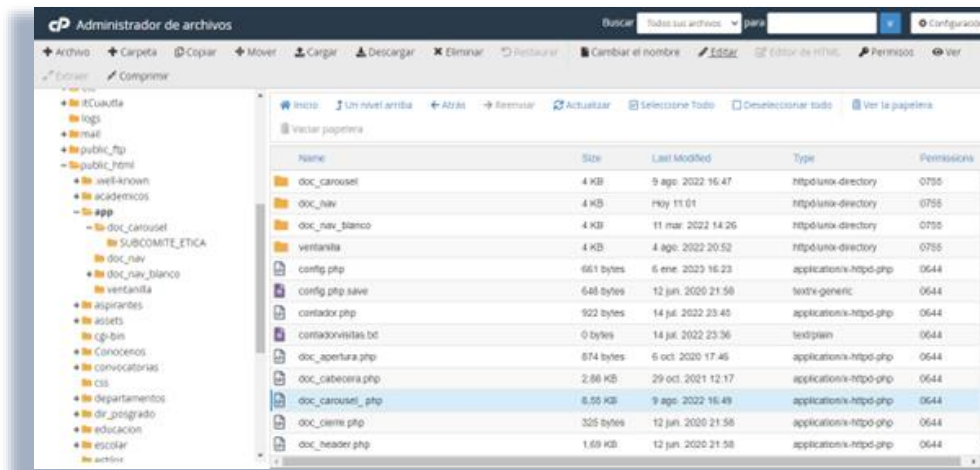 cP Administrador de archivos
Buscar Todos sus archivos para Configuració
Archivo Carpeta Copiar Mover Cargar Descargar Eliminar Restaurar Cambiar el nombre Editar Editor de HTML Permisos Ver
Extraer Comprimir
etc
ItCuautla
logs
mail
public_ftp
public_html
.well-known
academicos
app
doc_carousel
SUBCOMITE_ETICA
doc_nav
doc_nav_blanco
ventanilla
aspirantes
assets
cgi-bin
Conocenos
convocatorias
css
departamentos
dir_posgrado
educacion
escolar
Inicio Un nivel arriba Atrás Reenviar Actualizar Seleccione Todo Deseleccionar todo Ver la papelera
Vaciar papelera
Name Size Last Modified Type Permissions
doc_carousel 4 KB 9 ago. 2022 16:47 httpd/unix-directory 0755
doc_nav 4 KB Hoy 11:01 httpd/unix-directory 0755
doc_nav_blanco 4 KB 11 mar. 2022 14:26 httpd/unix-directory 0755
ventanilla 4 KB 4 ago. 2022 20:52 httpd/unix-directory 0755
config.php 661 bytes 6 ene. 2023 16:23 application/x-httpd-php 0644
config.php.save 648 bytes 12 jun. 2020 21:58 text/x-generic 0644
contador.php 922 bytes 14 jul. 2022 23:45 application/x-httpd-php 0644
contadorvisitas.txt 0 bytes 14 jul. 2022 23:36 text/plain 0644
doc_apertura.php 874 bytes 6 oct. 2020 17:46 application/x-httpd-php 0644
doc_cabecera.php 2.86 KB 29 oct. 2021 12:17 application/x-httpd-php 0644
doc_carousel_.php 8.55 KB 9 ago. 2022 16:49 application/x-httpd-php 0644
doc_cierre.php 325 bytes 12 jun. 2020 21:58 application/x-httpd-php 0644
doc_header.php 1.69 KB 12 jun. 2020 21:58 application/x-httpd-php 0644